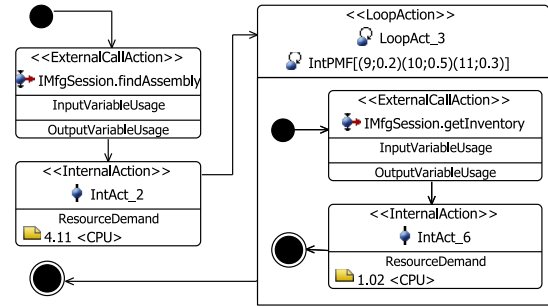 <<ExternalCallAction>>
IMfgSession.findAssembly
InputVariableUsage
OutputVariableUsage
<<InternalAction>>
IntAct_2
ResourceDemand
4.11 <CPU>
<<LoopAction>>
LoopAct_3
IntPMF[(9;0.2)(10;0.5)(11;0.3)]
<<ExternalCallAction>>
IMfgSession.getInventory
InputVariableUsage
OutputVariableUsage
<<InternalAction>>
IntAct_6
ResourceDemand
1.02 <CPU>